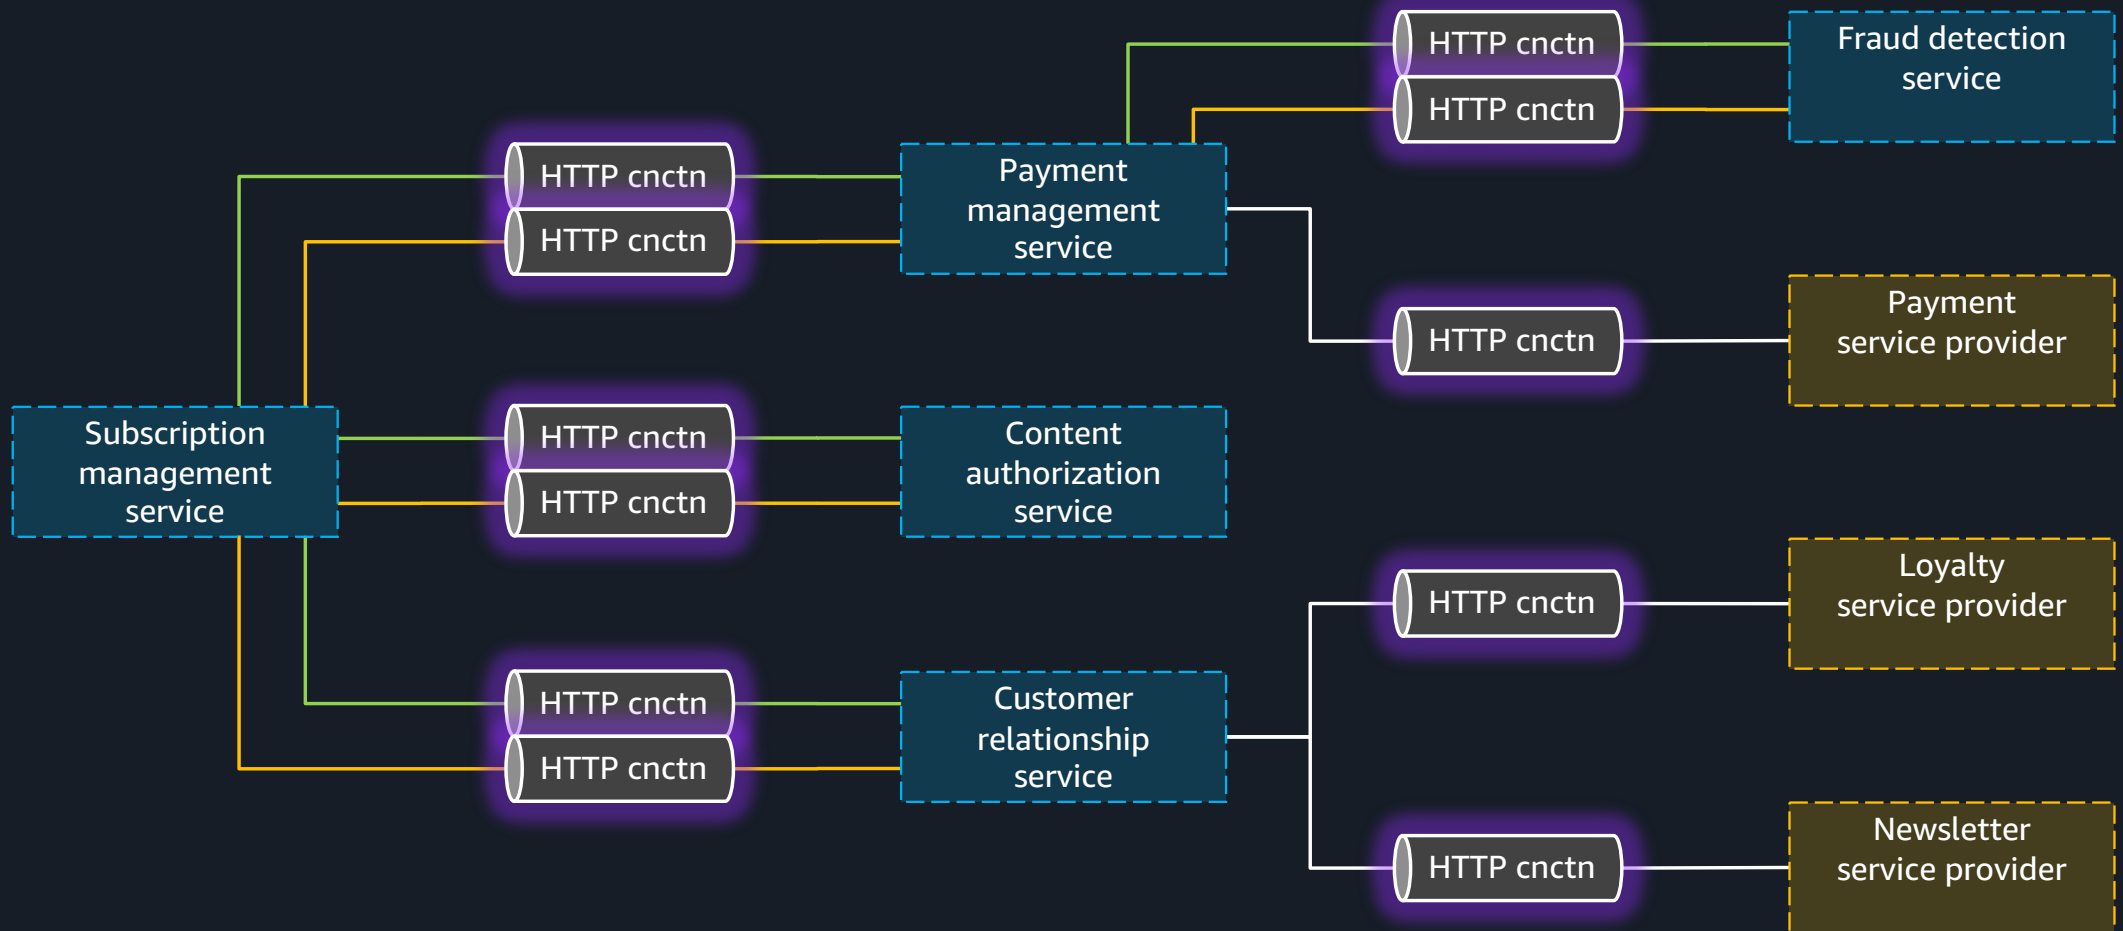 HTTP cnctn
HTTP cnctn
Fraud detection
service
HTTP cnctn
HTTP cnctn
Payment
management
service
HTTP cnctn
Payment
service provider
Subscription
management
service
HTTP cnctn
HTTP cnctn
Content
authorization
service
HTTP cnctn
Loyalty
service provider
HTTP cnctn
HTTP cnctn
Customer
relationship
service
HTTP cnctn
Newsletter
service provider